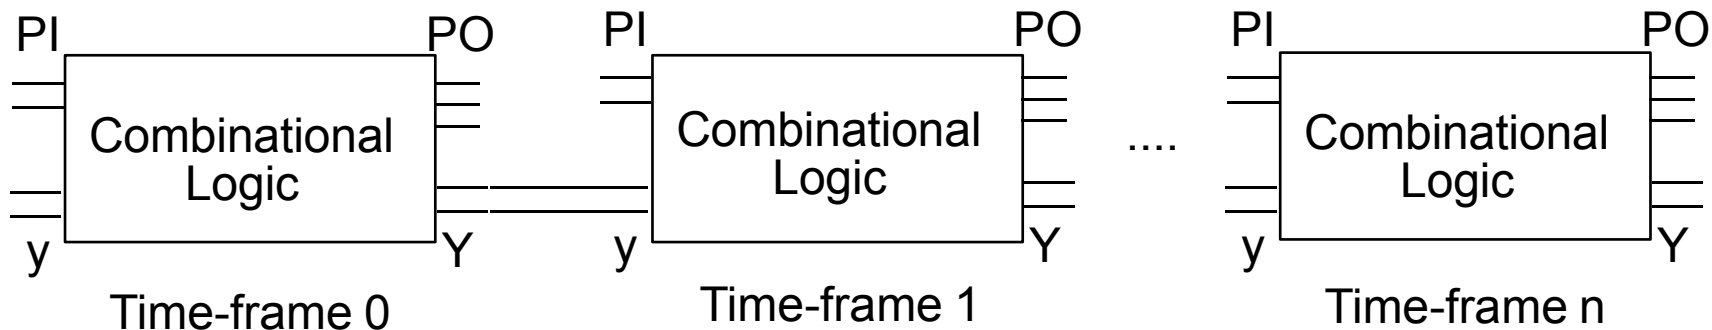 PI PO PI PO PI PO
Combinational Logic
Combinational Logic
....
Combinational Logic
y Y y Y y Y
Time-frame 0 Time-frame 1 Time-frame n